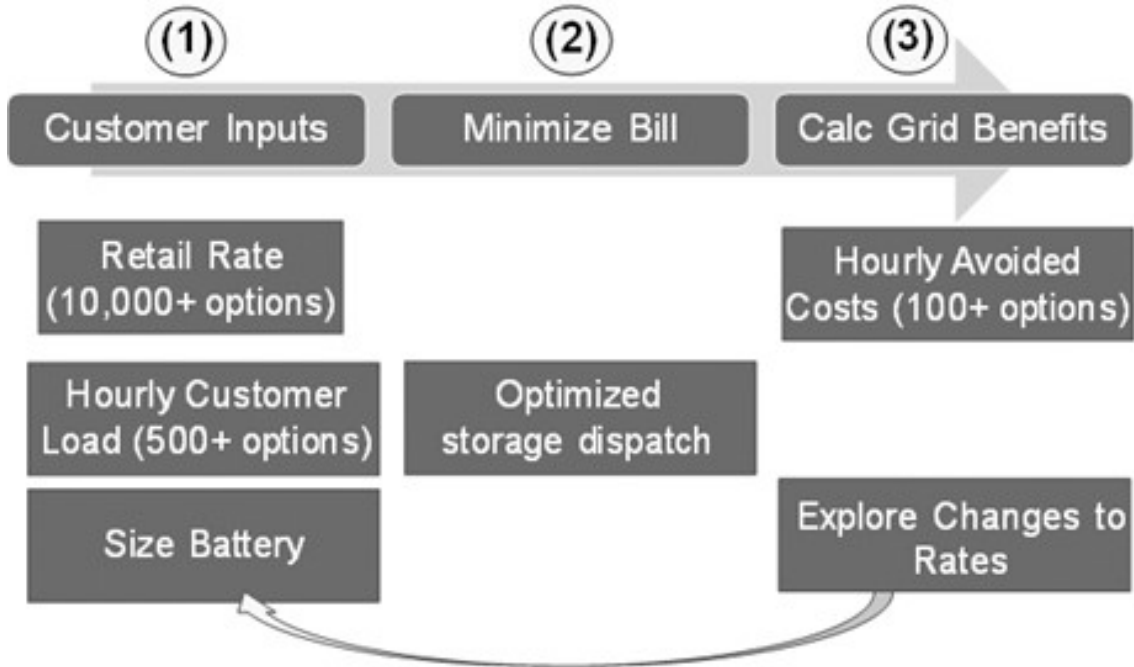 (1)
(2)
(3)
Customer Inputs
Minimize Bill
Calc Grid Benefits
Retail Rate
(10,000+ options)
Hourly Customer
Load (500+ options)
Size Battery
Optimized
storage dispatch
Hourly Avoided
Costs (100+ options)
Explore Changes to
Rates